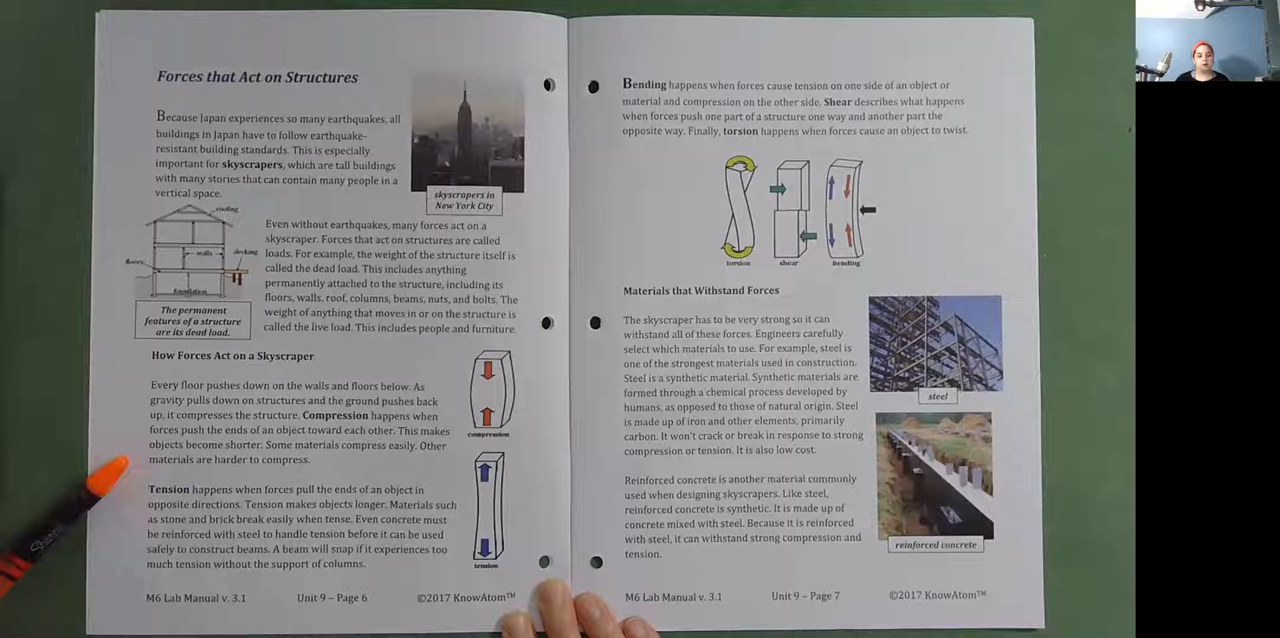 Forces that Act on Structures
Because Japan experiences so many earthquakes, all
buildings in Japan have to follow earthquake-
resistant building standards. This is especially
important for skyscrapers, which are tall buildings
with many stories that can contain many people in a
vertical space.
skyscrapers in
New York City
roofing
walls
decking
floors
foundation
The permanent
features of a structure
are its dead load.
Even without earthquakes, many forces act on a
skyscraper. Forces that act on structures are called
loads. For example, the weight of the structure itself is
called the dead load. This includes anything
permanently attached to the structure, including its
floors, walls, roof, columns, beams, nuts, and bolts. The
weight of anything that moves in or on the structure is
called the live load. This includes people and furniture.
How Forces Act on a Skyscraper
Every floor pushes down on the walls and floors below. As
gravity pulls down on structures and the ground pushes back
up, it compresses the structure. Compression happens when
forces push the ends of an object toward each other. This makes
objects become shorter. Some materials compress easily. Other
materials are harder to compress.
compression
Tension happens when forces pull the ends of an object in
opposite directions. Tension makes objects longer. Materials such
as stone and brick break easily when tense. Even concrete must
be reinforced with steel to handle tension before it can be used
safely to construct beams. A beam will snap if it experiences too
much tension without the support of columns.
tension
M6 Lab Manual v. 3.1 Unit 9 – Page 6 ©2017 KnowAtom™
Sharpie
Bending happens when forces cause tension on one side of an object or
material and compression on the other side. Shear describes what happens
when forces push one part of a structure one way and another part the
opposite way. Finally, torsion happens when forces cause an object to twist.
torsion shear bending
Materials that Withstand Forces
The skyscraper has to be very strong so it can
withstand all of these forces. Engineers carefully
select which materials to use. For example, steel is
one of the strongest materials used in construction.
Steel is a synthetic material. Synthetic materials are
formed through a chemical process developed by
humans, as opposed to those of natural origin. Steel
is made up of iron and other elements, primarily
carbon. It won't crack or break in response to strong
compression or tension. It is also low cost.
steel
Reinforced concrete is another material commonly
used when designing skyscrapers. Like steel,
reinforced concrete is synthetic. It is made up of
concrete mixed with steel. Because it is reinforced
with steel, it can withstand strong compression and
tension.
reinforced concrete
M6 Lab Manual v. 3.1 Unit 9 – Page 7 ©2017 KnowAtom™